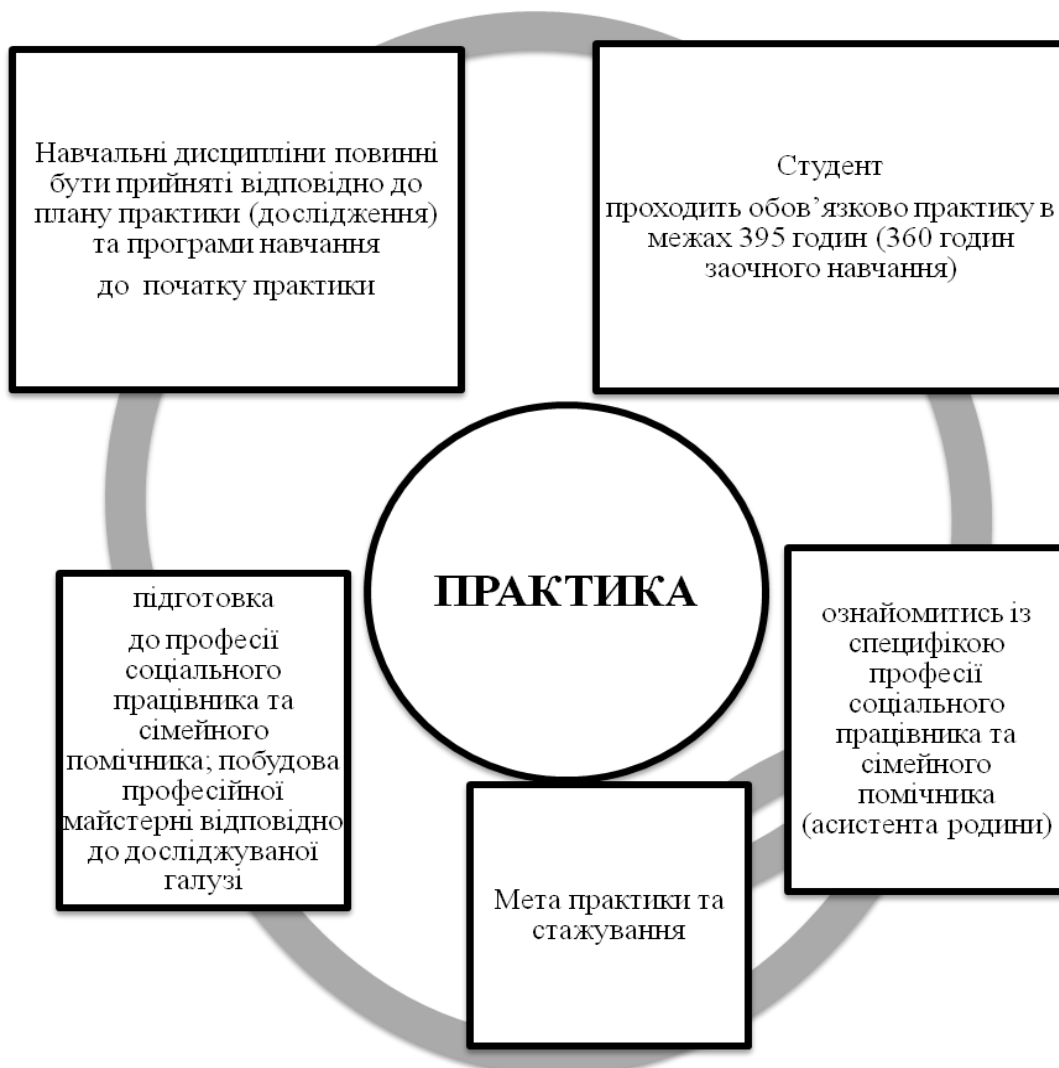 Навчальні дисципліни повинні
бути прийняті відповідно до
плану практики (дослідження)
та програми навчання
до початку практики
Студент
проходить обов’язково практику в
межах 395 годин (360 годин
заочного навчання)
ПРАКТИКА
підготовка
до професії
соціального
працівника та
сімейного
помічника; побудова
професійної
майстерні відповідно
до досліджуваної
галузі
ознайомитись із
специфікою
професії
соціального
працівника та
сімейного
помічника
(асистента родини)
Мета практики та
стажування